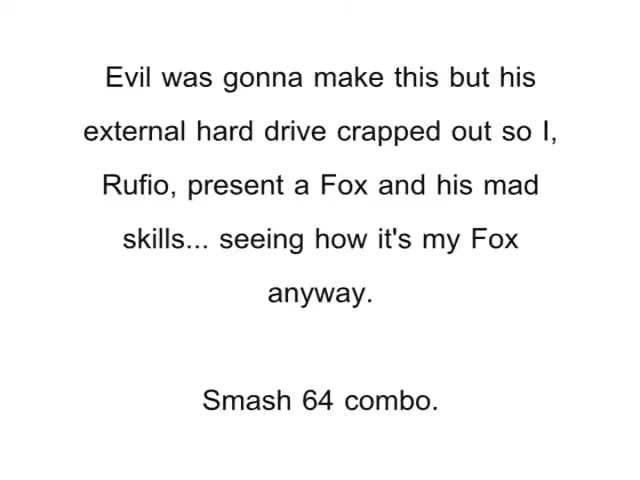 Evil was gonna make this but his
external hard drive crapped out so I,
Rufio, present a Fox and his mad
skills... seeing how it's my Fox
anyway.
Smash 64 combo.